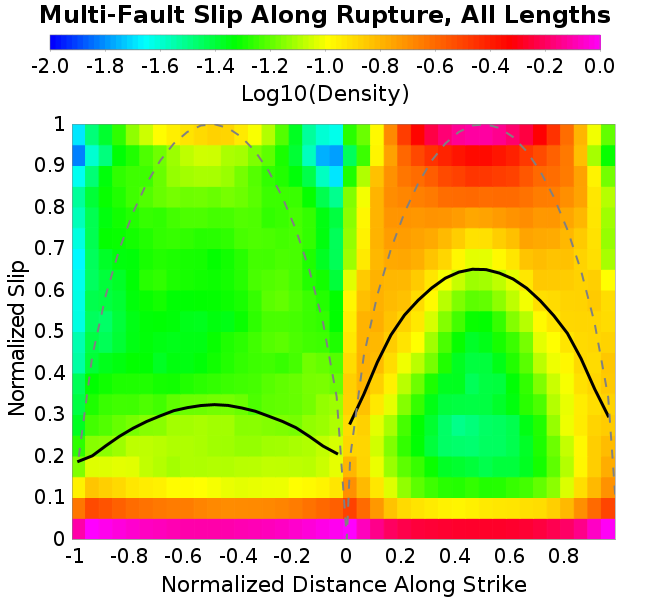 Multi-Fault Slip Along Rupture, All Lengths
-2.0 -1.8 -1.6 -1.4 -1.2 -1.0 -0.8 -0.6 -0.4 -0.2 0.0
Log10(Density)
Normalized Slip
1
0.9
0.8
0.7
0.6
0.5
0.4
0.3
0.2
0.1
0
-1 -0.8 -0.6 -0.4 -0.2 0 0.2 0.4 0.6 0.8
Normalized Distance Along Strike